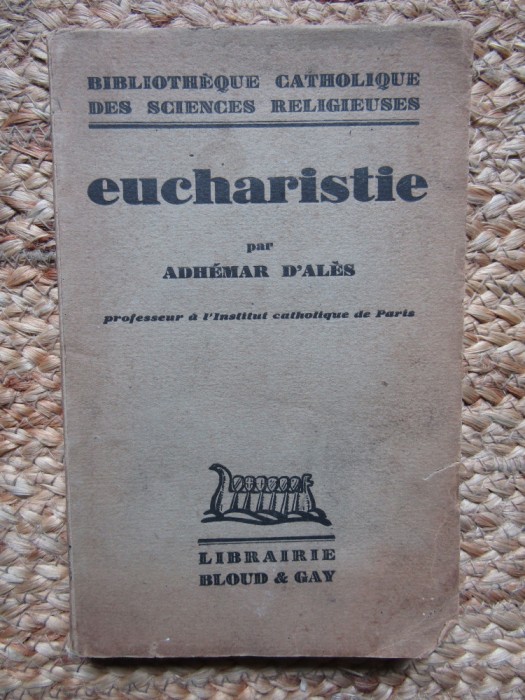 BIBLIOTHÈQUE CATHOLIQUE
DES SCIENCES RELIGIEUSES
eucharistie
par
ADHÉMAR D'ALÈS
professeur à l'Institut catholique de Paris
LIBRAIRIE
BLOUD & GAY